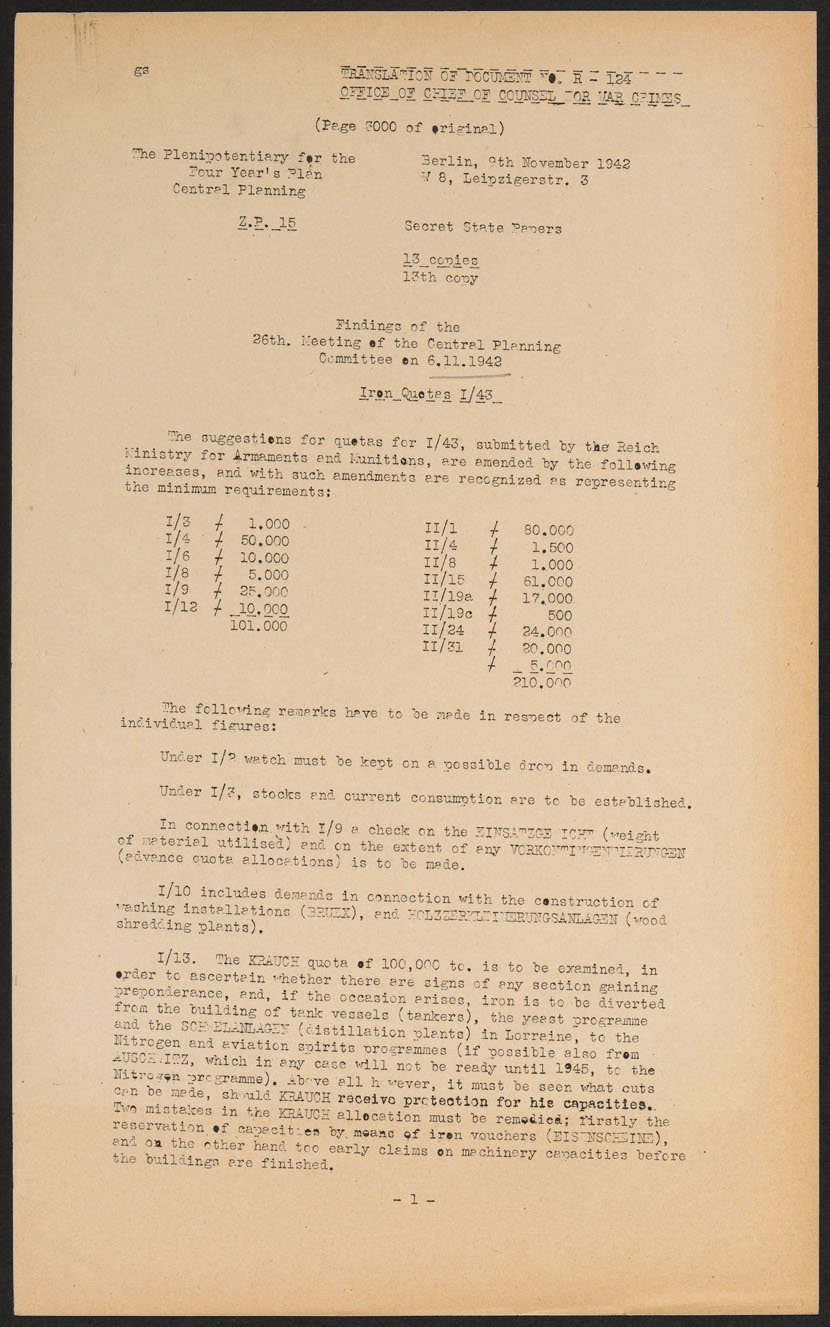 gs
TRANSLATION OF DOCUMENT No. R - 124
OFFICE OF CHIEF OF COUNSEL FOR WAR CRIMES
(Page 3000 of original)
The Plenipotentiary for the
Four Year's Plan
Central Planning
Berlin, 9th November 1942
W 8, Leipzigerstr. 3
Z.P. 15
Secret State Papers
13 copies
13th copy
Findings of the
26th. Meeting of the Central Planning
Committee on 6.11.1942
Iron Quotas I/43
The suggestions for quotas for I/43, submitted by the Reich
Ministry for Armaments and Munitions, are amended by the following
increases, and with such amendments are recognized as representing
the minimum requirements:
I/3 ≠ 1.000
I/4 ≠ 50.000
I/6 ≠ 10.000
I/8 ≠ 5.000
I/9 ≠ 25.000
I/12 ≠ 10.000
101.000
II/1 ≠ 80.000
II/4 ≠ 1.500
II/8 ≠ 1.000
II/15 ≠ 61.000
II/19a ≠ 17.000
II/19c ≠ 500
II/24 ≠ 24.000
II/31 ≠ 20.000
≠ 5.000
210.000
The following remarks have to be made in respect of the
individual figures:
Under I/2 watch must be kept on a possible drop in demands.
Under I/3, stocks and current consumption are to be established.
In connection with I/9 a check on the (weight
of material utilised) and on the extent of any VORKONTINGENTIERUNGEN
(advance quota allocations) is to be made.
I/10 includes demands in connection with the construction of
washing installations (BRUEX), and HOLZZERKLEINERUNGSANLAGEN (wood
shredding plants).
I/13. The KRAUCH quota of 100,000 to. is to be examined, in
order to ascertain whether there are signs of any section gaining
preponderance, and, if the occasion arises, iron is to be diverted
from the building of tank vessels (tankers), the yeast programme
and the SCHWELANLAGEN (distillation plants) in Lorraine, to the
Nitrogen and aviation spirits programmes (if possible also from
AUSCHWITZ, which in any case will not be ready until 1945, to the
Nitrogen programme). Above all however, it must be seen what cuts
can be made, should KRAUCH receive protection for his capacities.
Two mistakes in the KRAUCH allocation must be remedied; firstly the
reservation of capacities by means of iron vouchers (EISENSCHEINE),
and on the other hand too early claims on machinery capacities before
the buildings are finished.
- 1 -